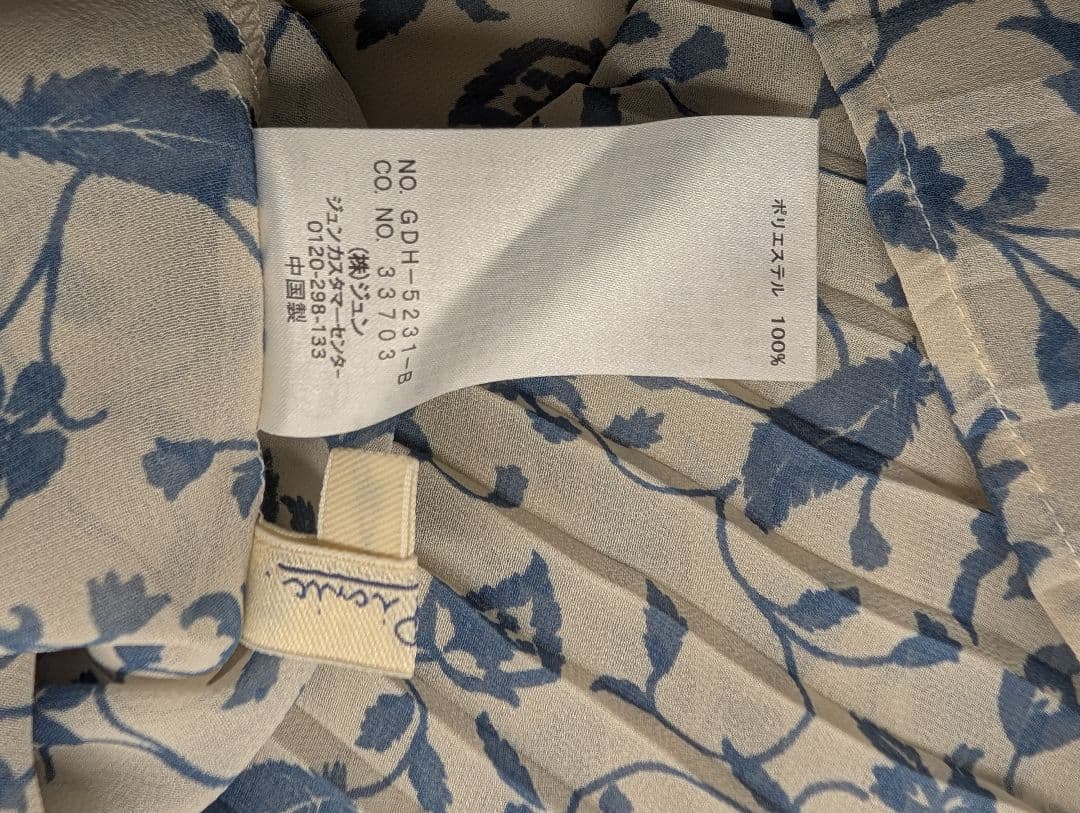 ポリエステル 100%
NO. GDH-5231-B
CO. NO. 33703
(株)ジュン
ジュンカスタマーセンター
0120-298-133
中国製